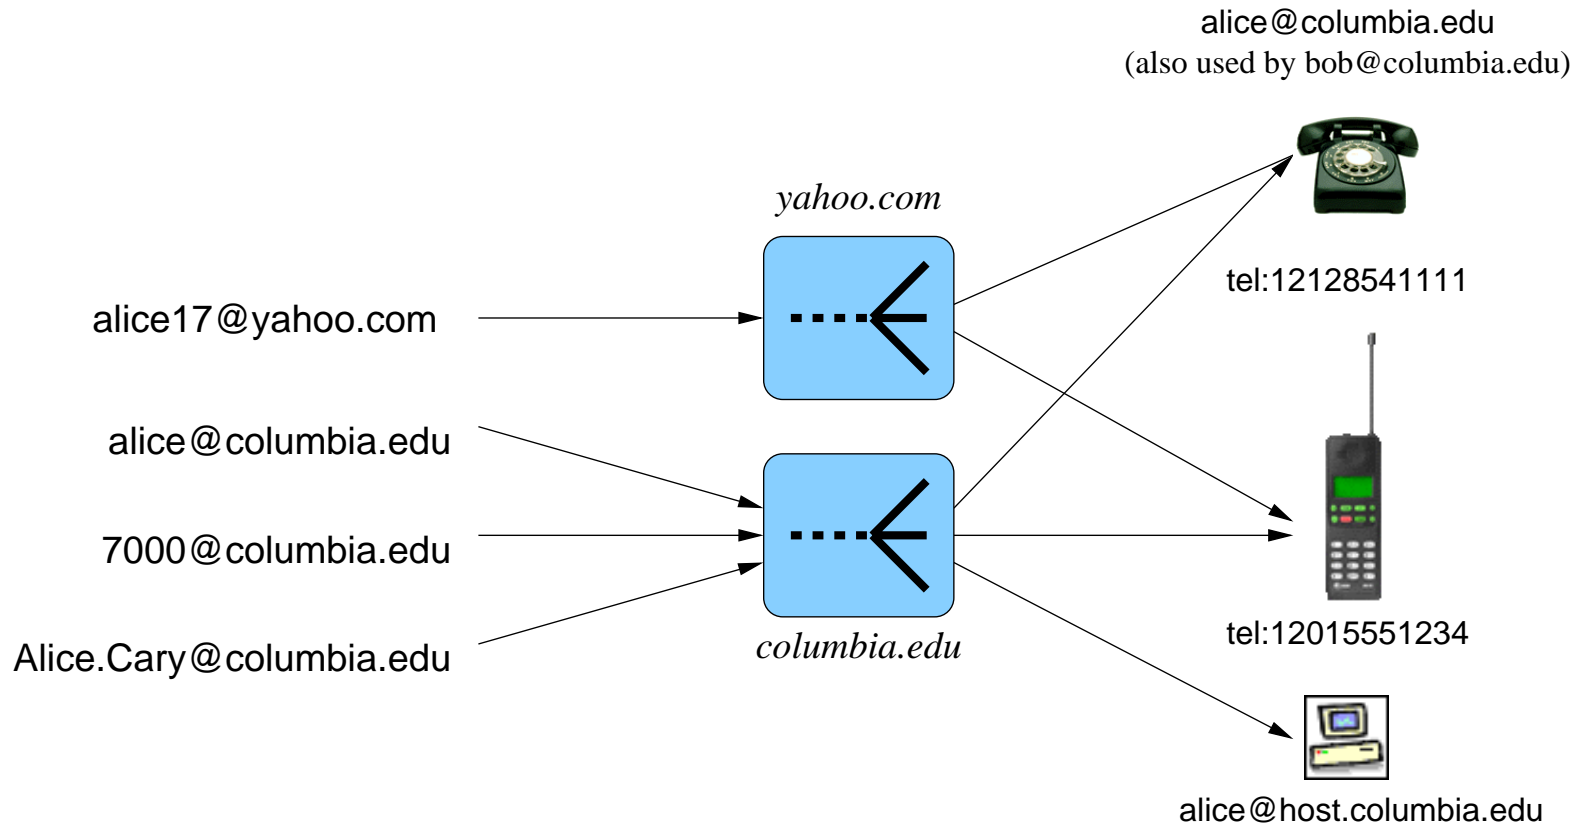 alice@columbia.edu
(also used by bob@columbia.edu)
yahoo.com
tel:12128541111
alice17@yahoo.com
alice@columbia.edu
7000@columbia.edu
Alice.Cary@columbia.edu
columbia.edu
tel:12015551234
alice@host.columbia.edu